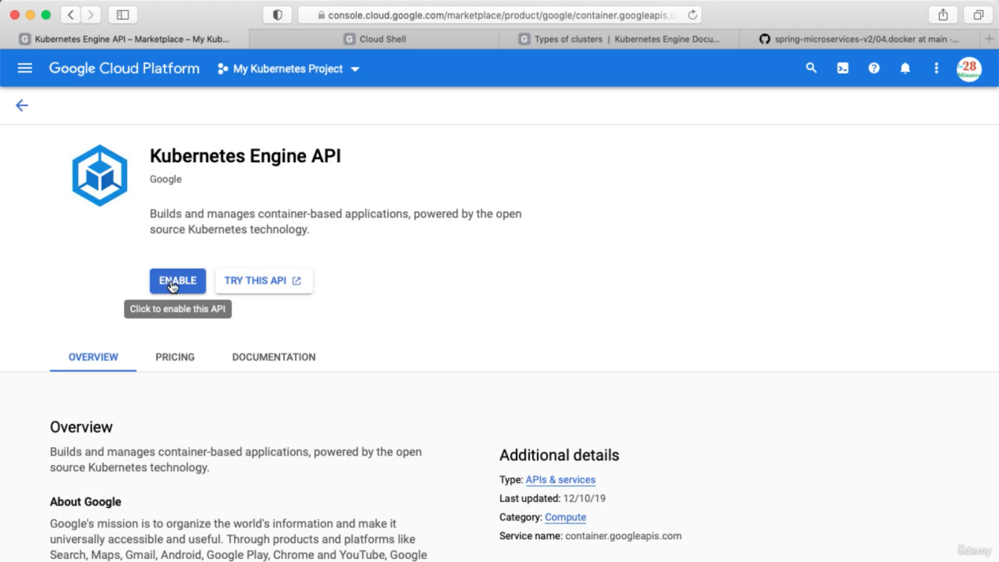 console.cloud.google.com/marketplace/product/google/container.googleapis.c
Kubernetes Engine API – Marketplace – My Kub...
Cloud Shell
Types of clusters | Kubernetes Engine Docu...
spring-microservices-v2/04.docker at main ·...
Google Cloud Platform
My Kubernetes Project
28
Minutes
Kubernetes Engine API
Google
Builds and manages container-based applications, powered by the open
source Kubernetes technology.
ENABLE
TRY THIS API
Click to enable this API
OVERVIEW
PRICING
DOCUMENTATION
Overview
Builds and manages container-based applications, powered by the open
source Kubernetes technology.
About Google
Google's mission is to organize the world's information and make it
universally accessible and useful. Through products and platforms like
Search, Maps, Gmail, Android, Google Play, Chrome and YouTube, Google
Additional details
Type: APIs & services
Last updated: 12/10/19
Category: Compute
Service name: container.googleapis.com
ûdemy